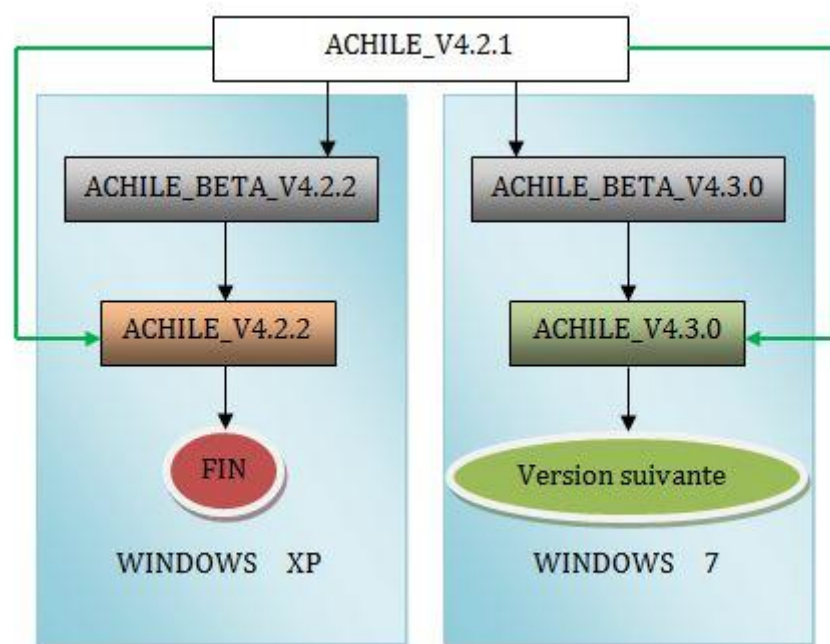 ACHILE_V4.2.1
ACHILE_BETA_V4.2.2
ACHILE_BETA_V4.3.0
ACHILE_V4.2.2
ACHILE_V4.3.0
FIN
Version suivante
WINDOWS XP
WINDOWS 7